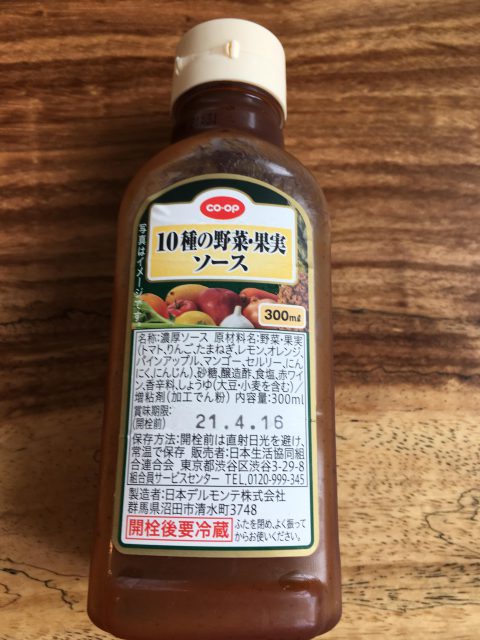 co·op
10種の野菜・果実
ソース
写真はイメージです
300ml
名称:濃厚ソース 原材料名:野菜・果実
(トマト,りんご,たまねぎ,レモン,オレンジ,
パインアップル,マンゴー,セルリー,にん
にく,にんじん),砂糖,醸造酢,食塩,赤ワイ
ン,香辛料,しょうゆ(大豆・小麦を含む)/
増粘剤(加工でん粉) 内容量:300ml
賞味期限:
(開栓前) 21.4.16
保存方法:開栓前は直射日光を避け、
常温で保存 販売者:日本生活協同組
合連合会 東京都渋谷区渋谷3-29-8
組合員サービスセンター TEL,0120-999-345
製造者:日本デルモンテ株式会社
群馬県沼田市清水町3748
開栓後要冷蔵
ふたを閉め、よく振って
からお使いください。